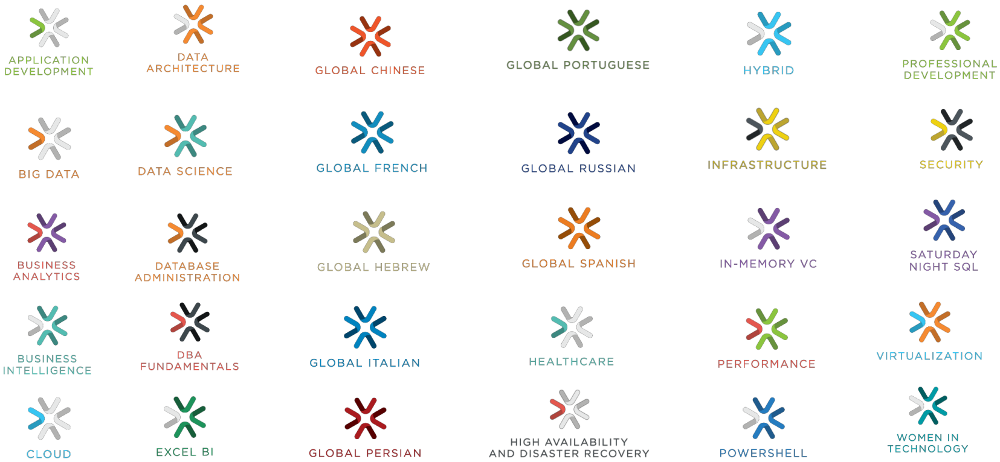 APPLICATION
DEVELOPMENT
DATA
ARCHITECTURE
GLOBAL CHINESE
GLOBAL PORTUGUESE
HYBRID
PROFESSIONAL
DEVELOPMENT
BIG DATA
DATA SCIENCE
GLOBAL FRENCH
GLOBAL RUSSIAN
INFRASTRUCTURE
SECURITY
BUSINESS
ANALYTICS
DATABASE
ADMINISTRATION
GLOBAL HEBREW
GLOBAL SPANISH
IN-MEMORY VC
SATURDAY
NIGHT SQL
BUSINESS
INTELLIGENCE
DBA
FUNDAMENTALS
GLOBAL ITALIAN
HEALTHCARE
PERFORMANCE
VIRTUALIZATION
CLOUD
EXCEL BI
GLOBAL PERSIAN
HIGH AVAILABILITY
AND DISASTER RECOVERY
POWERSHELL
WOMEN IN
TECHNOLOGY